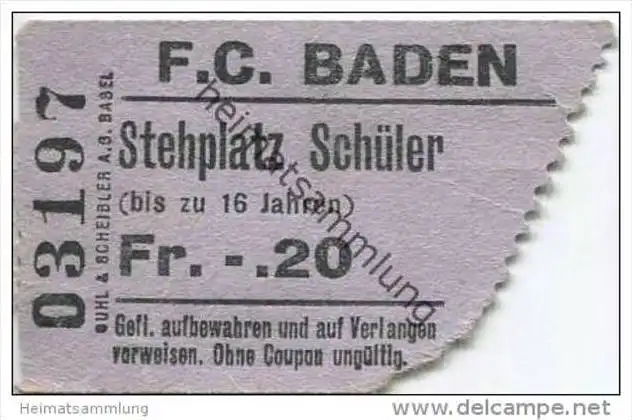 F.C. BADEN
Stehplatz Schüler
(bis zu 16 Jahren)
Fr. -.20
Gefl. aufbewahren und auf Verlangen
vorweisen. Ohne Coupon ungültig.
03197
RUHL & SCHEIBLER A.G. BASEL
heimatsammlung
Heimatsammlung
www.delcampe.net